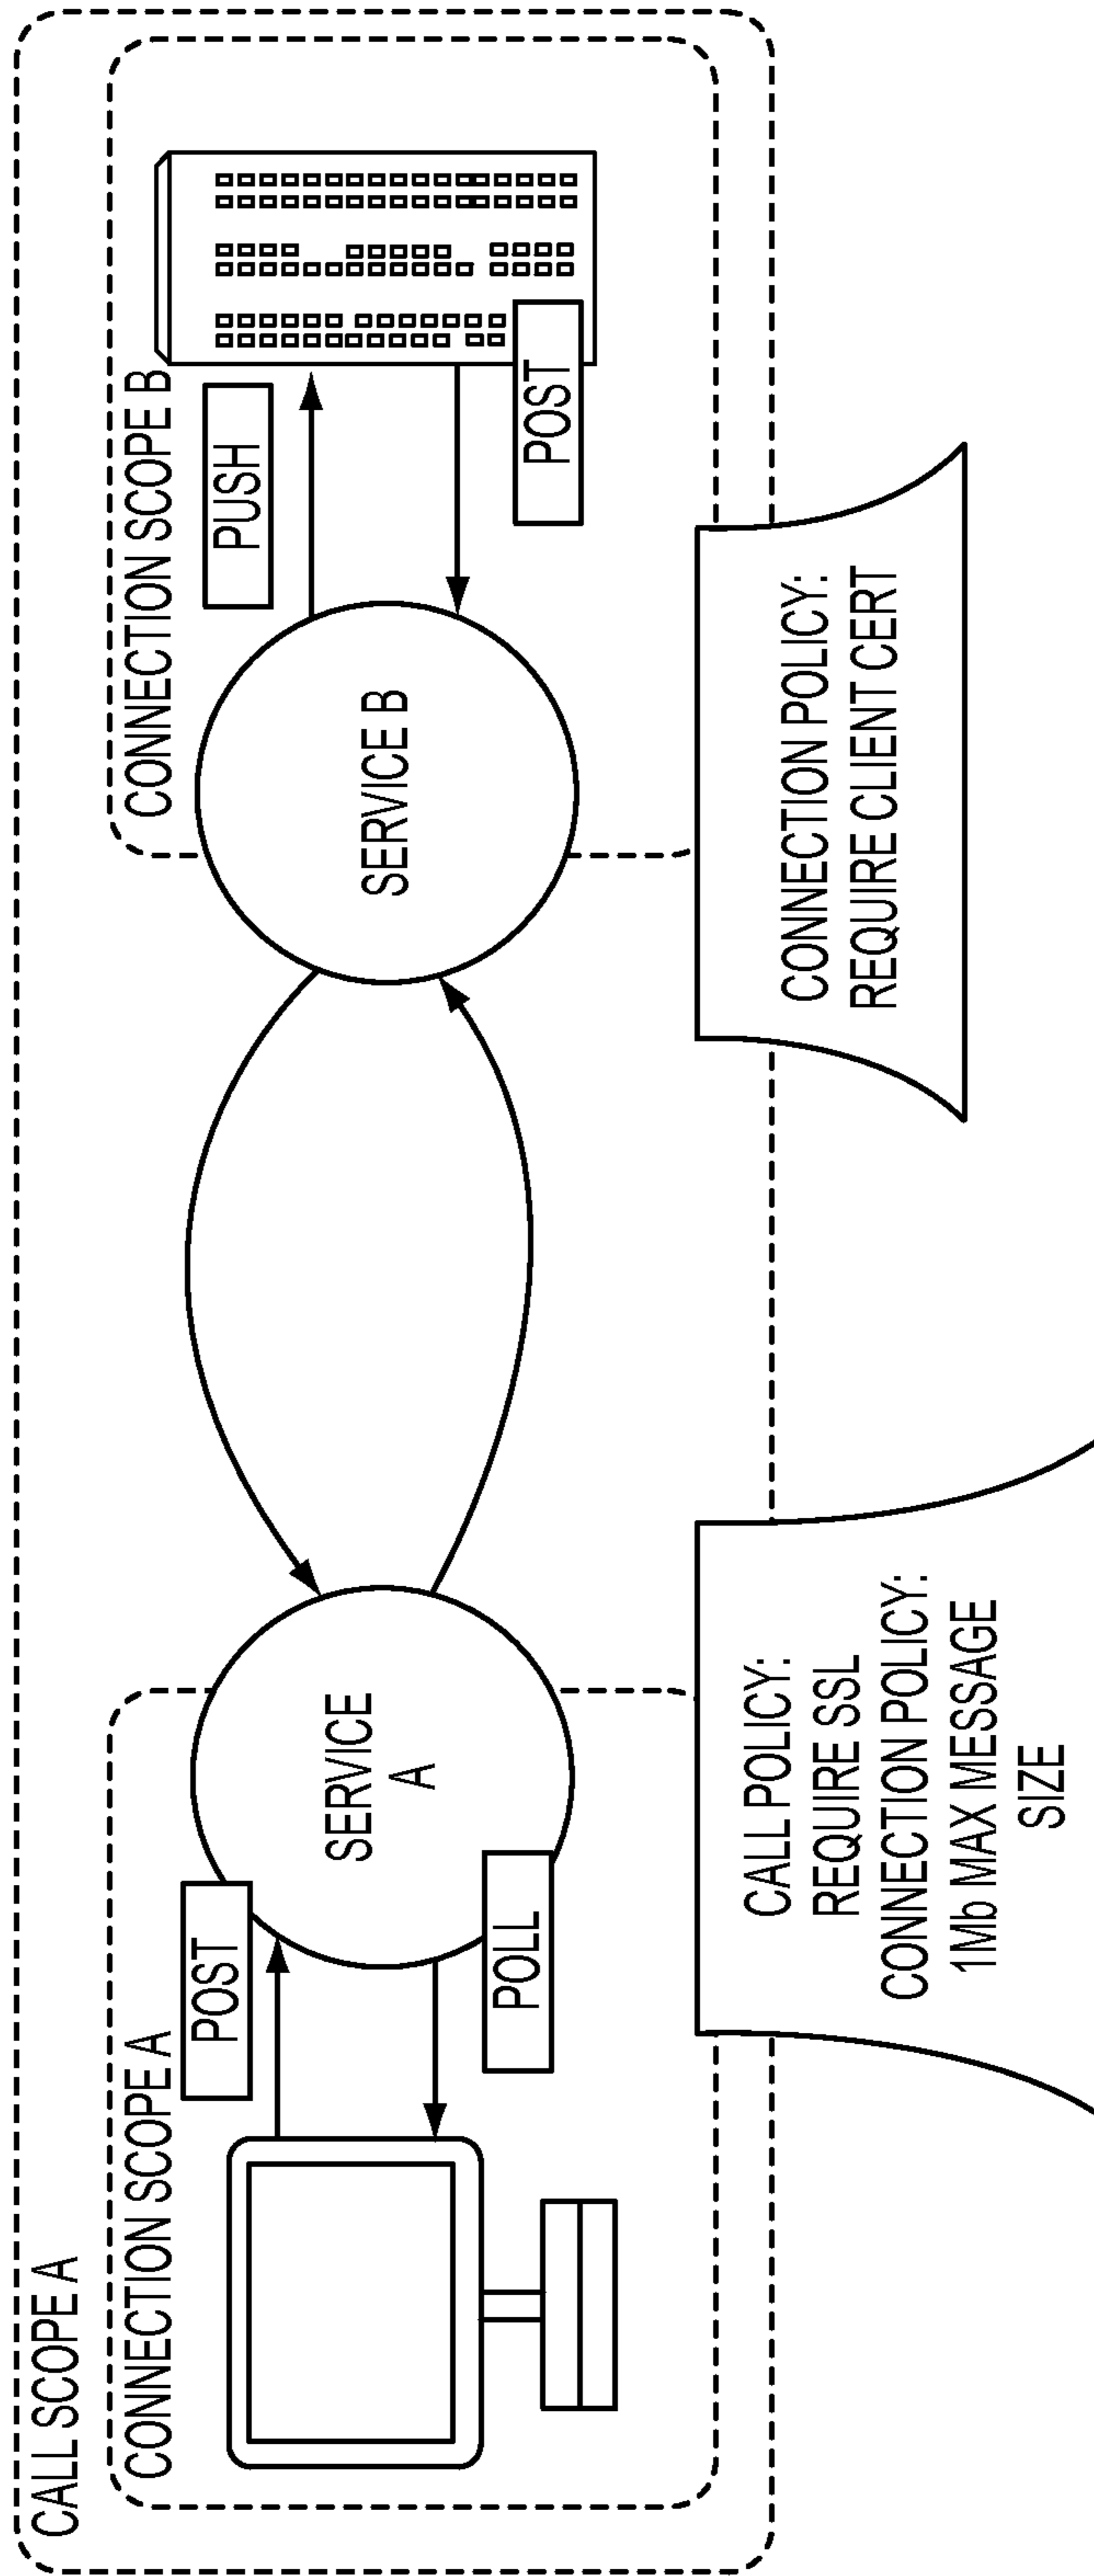 CALL SCOPE A
CONNECTION SCOPE A
POST
POLL
SERVICE
A
CONNECTION SCOPE B
SERVICE B
PUSH
POST
CALL POLICY:
REQUIRE SSL
CONNECTION POLICY:
1Mb MAX MESSAGE
SIZE
CONNECTION POLICY:
REQUIRE CLIENT CERT